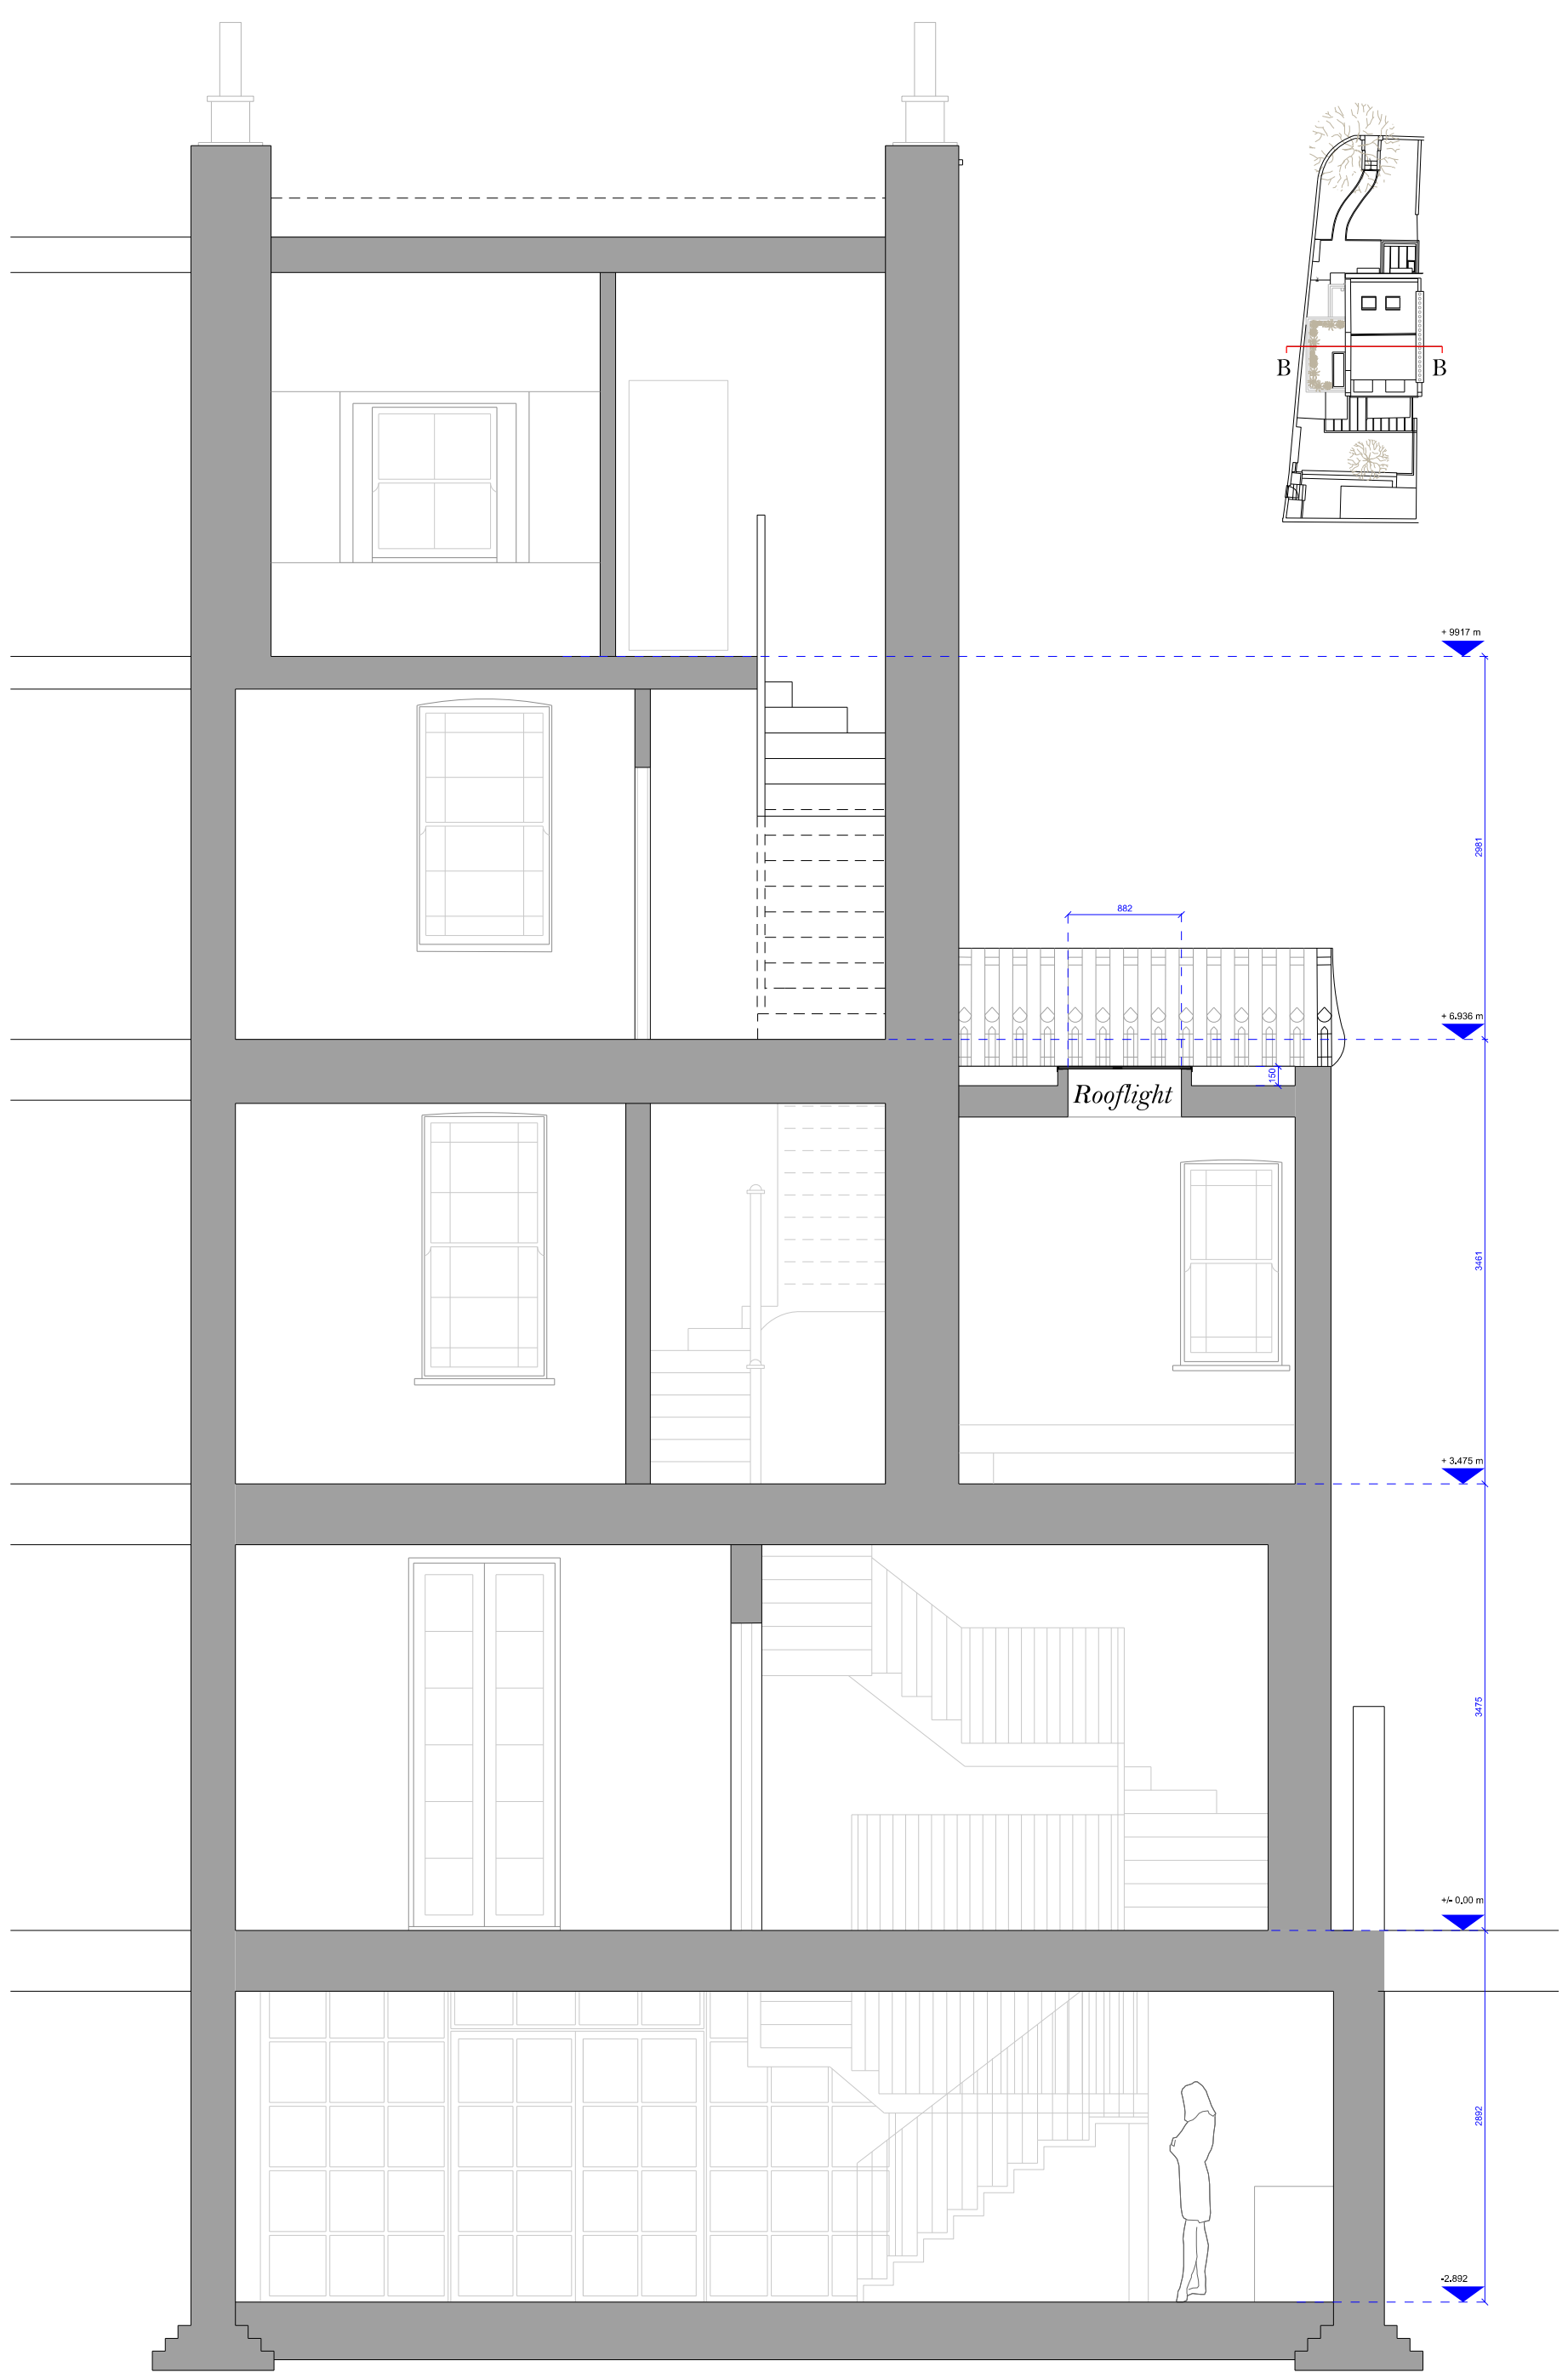 B
B
+ 9917 m
2981
882
+ 6.936 m
150
Rooflight
3461
+ 3.475 m
3475
+/- 0.00 m
2892
-2.892